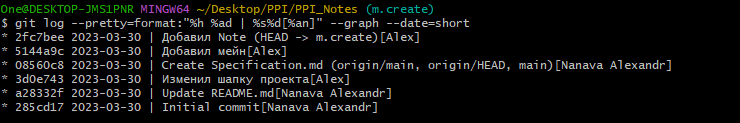 One@DESKTOP-JMS1PNR MINGW64 ~/Desktop/PPI/PPI_Notes (m.create)
$ git log --pretty=format:"%h %ad | %s%d[%an]" --graph --date=short
* 2fc7bee 2023-03-30 | Добавил Note (HEAD -> m.create)[Alex]
* 5144a9c 2023-03-30 | Добавил мейн[Alex]
* 08560c8 2023-03-30 | Create Specification.md (origin/main, origin/HEAD, main)[Nanava Alexandr]
* 3d0e743 2023-03-30 | Изменил шапку проекта[Alex]
* a28332f 2023-03-30 | Update README.md[Nanava Alexandr]
* 285cd17 2023-03-30 | Initial commit[Nanava Alexandr]